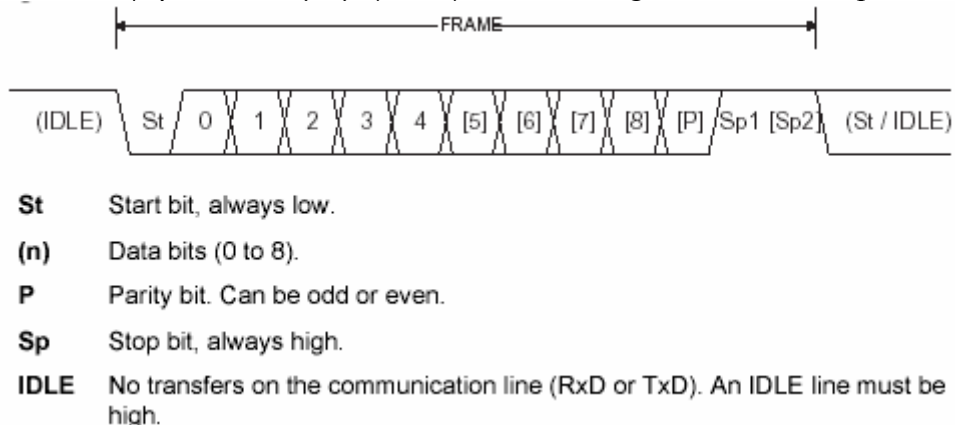 FRAME
(IDLE) St 0 1 2 3 4 [5] [6] [7] [8] [P] Sp1 [Sp2] (St / IDLE)
St Start bit, always low.
(n) Data bits (0 to 8).
P Parity bit. Can be odd or even.
Sp Stop bit, always high.
IDLE No transfers on the communication line (RxD or TxD). An IDLE line must be
high.